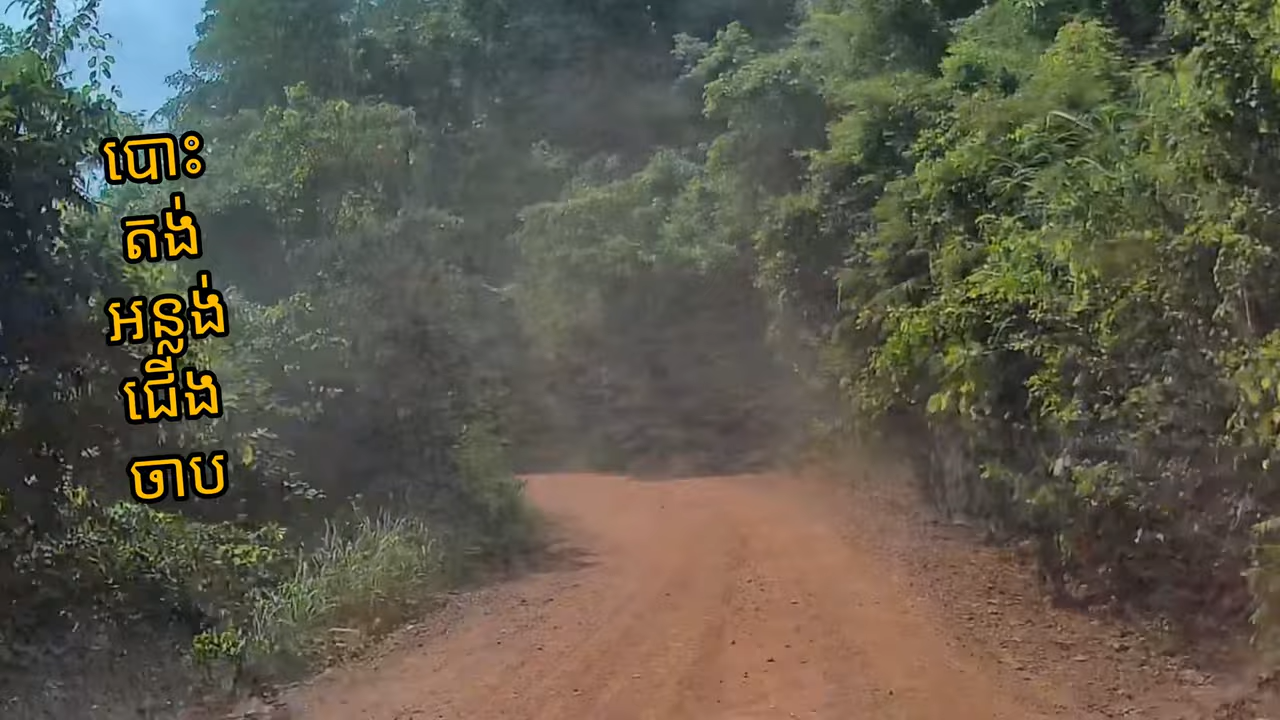 បោះ
តង់
អន្លង់
ជើង
ចាប